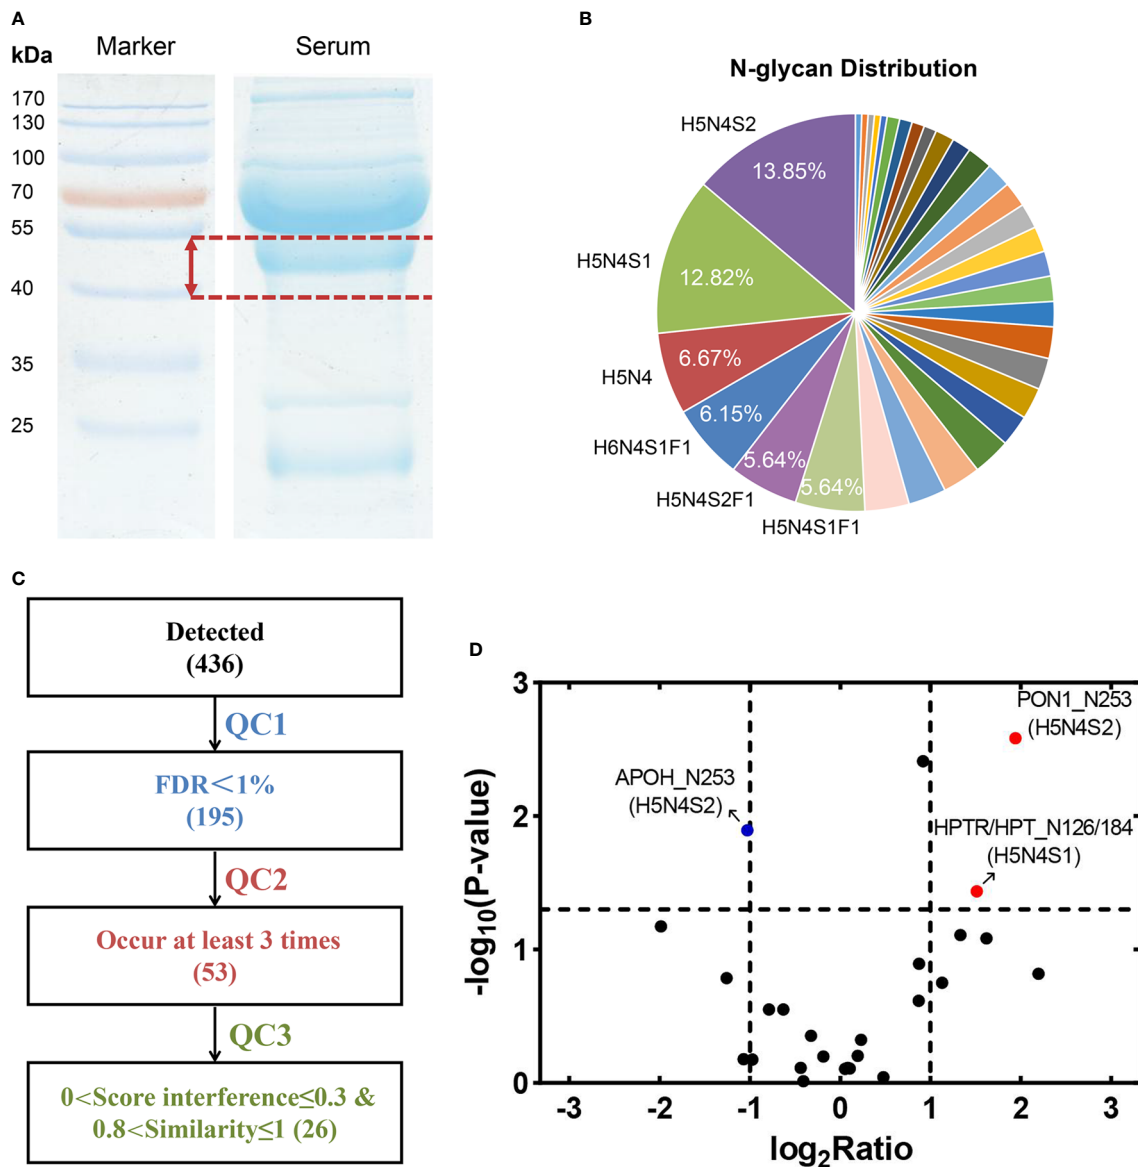 A
kDa
Marker
Serum
170
130
100
70
55
40
35
25
B
N-glycan Distribution
H5N4S2
13.85%
H5N4S1
12.82%
H5N4
6.67%
H6N4S1F1
6.15%
H5N4S2F1
5.64%
H5N4S1F1
5.64%
C
Detected
(436)
QC1
FDR<1%
(195)
QC2
Occur at least 3 times
(53)
QC3
0<Score interference≤0.3 &
0.8<Similarity≤1 (26)
D
-log10(P-value)
3
2
1
0
PON1_N253
(H5N4S2)
APOH_N253
(H5N4S2)
HPTR/HPT_N126/184
(H5N4S1)
-3 -2 -1 0 1 2 3
log2Ratio